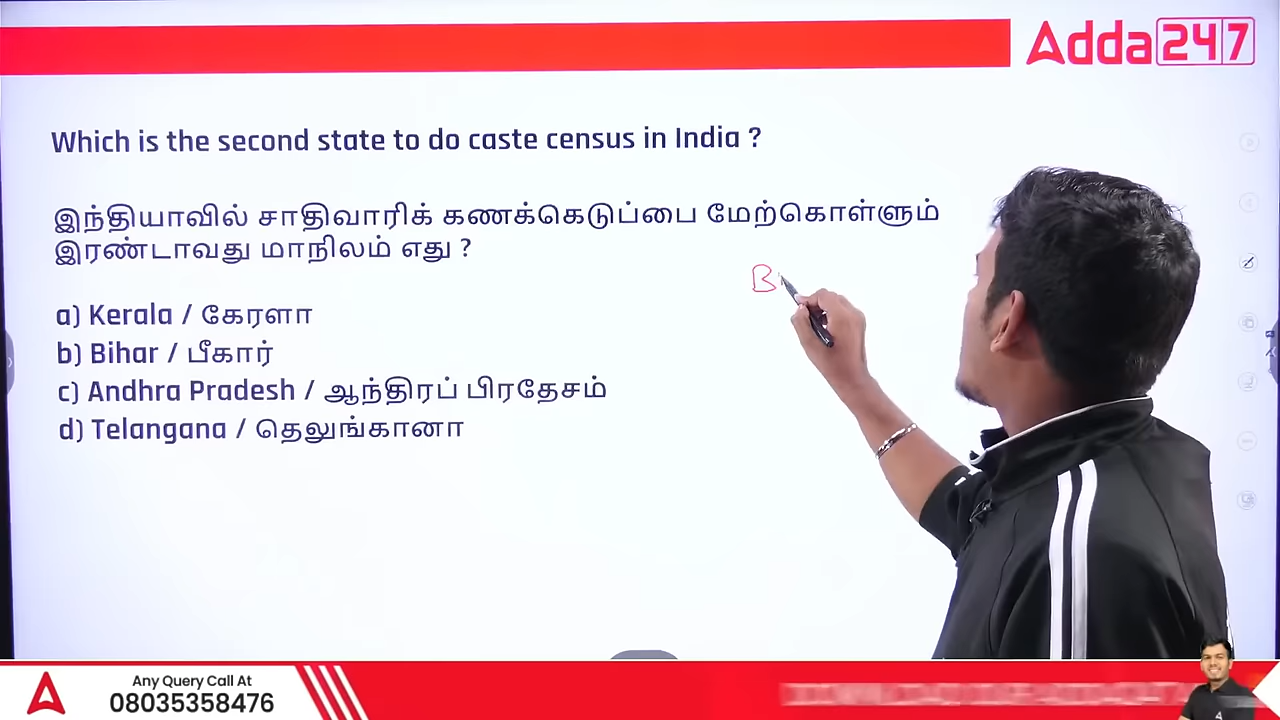 Adda247
Which is the second state to do caste census in India ?
இந்தியாவில் சாதிவாரிக் கணக்கெடுப்பை மேற்கொள்ளும்
இரண்டாவது மாநிலம் எது ?
B
a) Kerala / கேரளா
b) Bihar / பீகார்
c) Andhra Pradesh / ஆந்திரப் பிரதேசம்
d) Telangana / தெலுங்கானா
Any Query Call At
08035358476